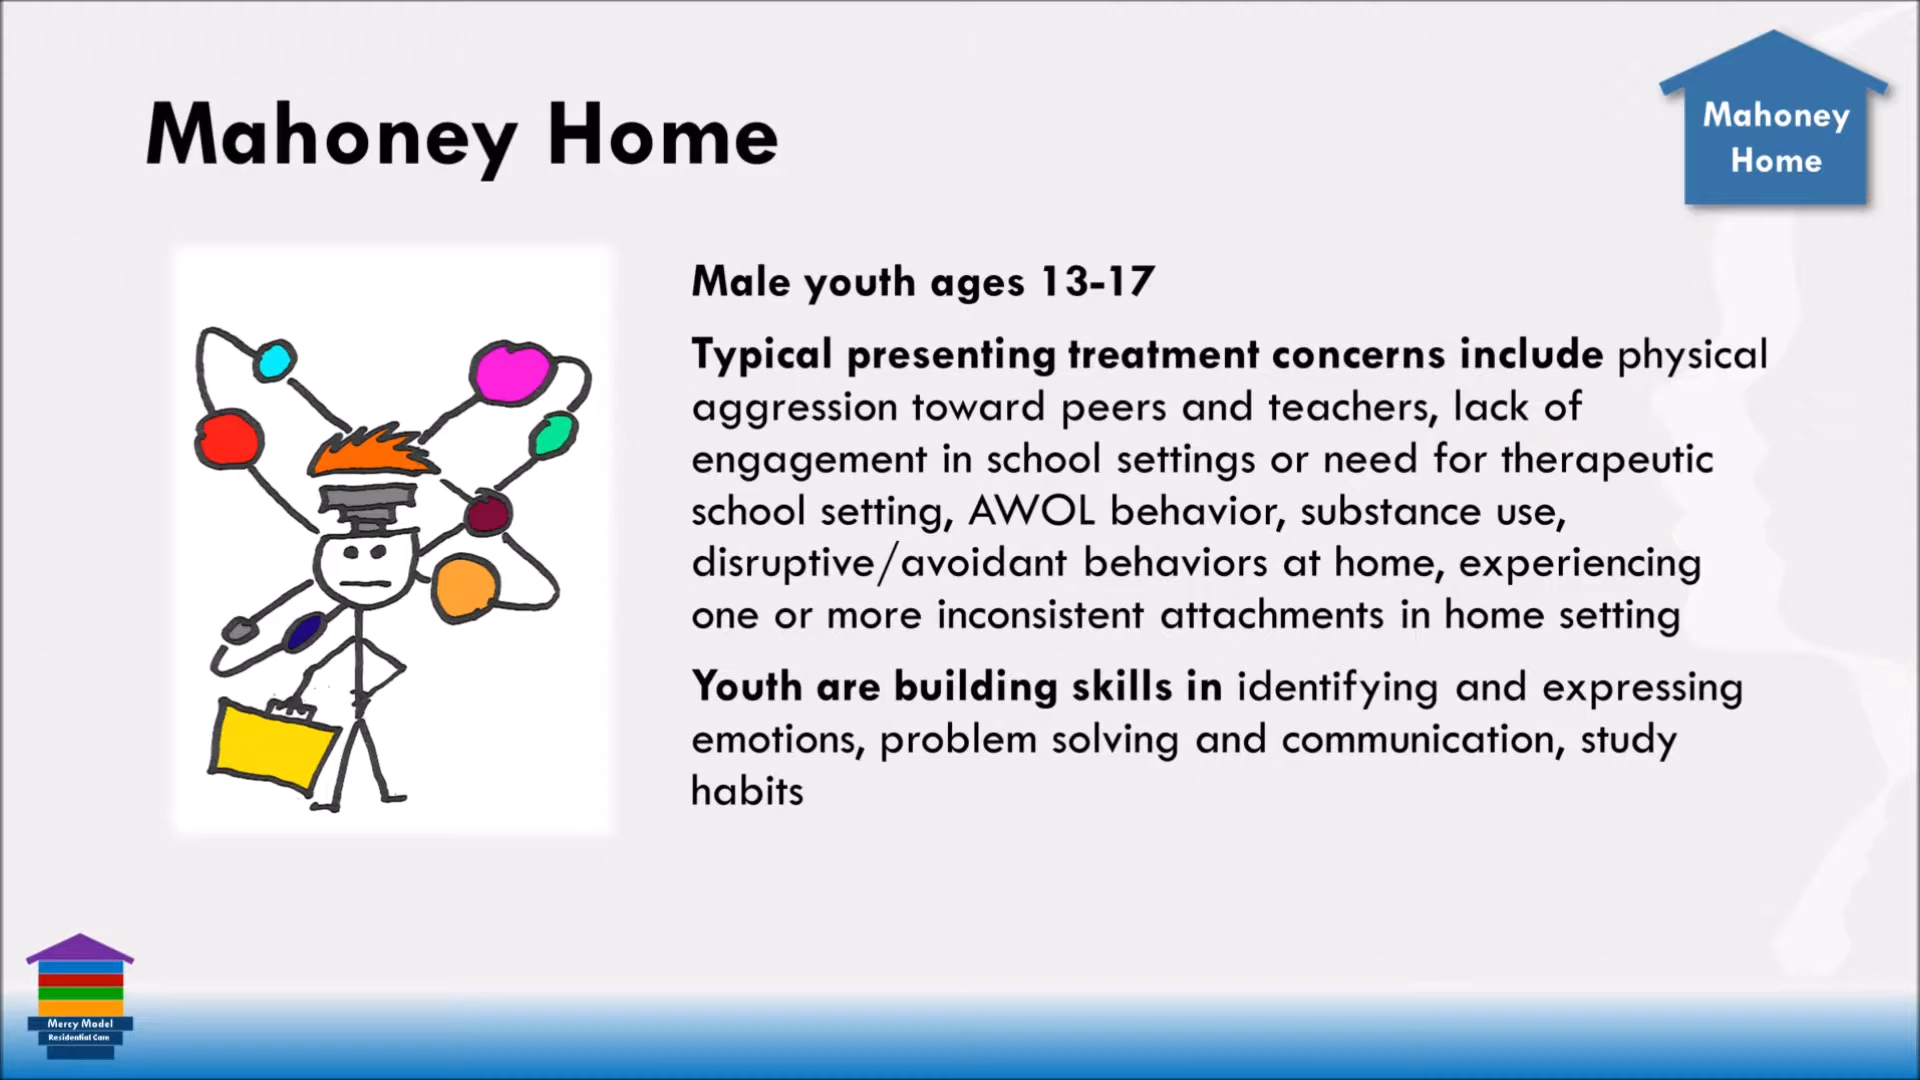 Mahoney Home
Mahoney
Home
Male youth ages 13-17
Typical presenting treatment concerns include physical
aggression toward peers and teachers, lack of
engagement in school settings or need for therapeutic
school setting, AWOL behavior, substance use,
disruptive/avoidant behaviors at home, experiencing
one or more inconsistent attachments in home setting
Youth are building skills in identifying and expressing
emotions, problem solving and communication, study
habits
Mercy Model
Residential Care